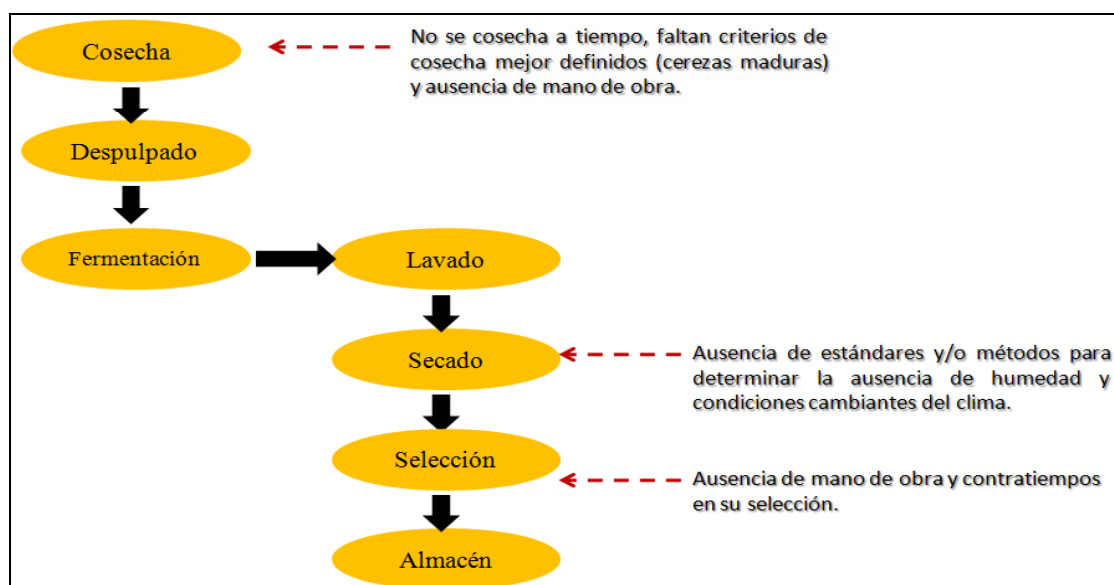 Cosecha
No se cosecha a tiempo, faltan criterios de
cosecha mejor definidos (cerezas maduras)
y ausencia de mano de obra.
Despulpado
Fermentación
Lavado
Secado
Ausencia de estándares y/o métodos para
determinar la ausencia de humedad y
condiciones cambiantes del clima.
Selección
Ausencia de mano de obra y contratiempos
en su selección.
Almacén